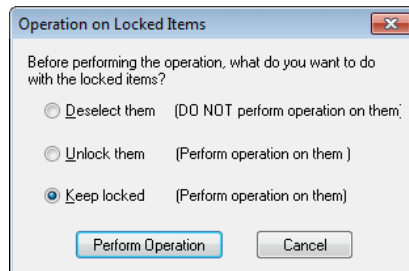 Operation on Locked Items
Before performing the operation, what do you want to do
with the locked items?
Deselect them (DO NOT perform operation on them)
Unlock them (Perform operation on them )
Keep locked (Perform operation on them)
Perform Operation Cancel